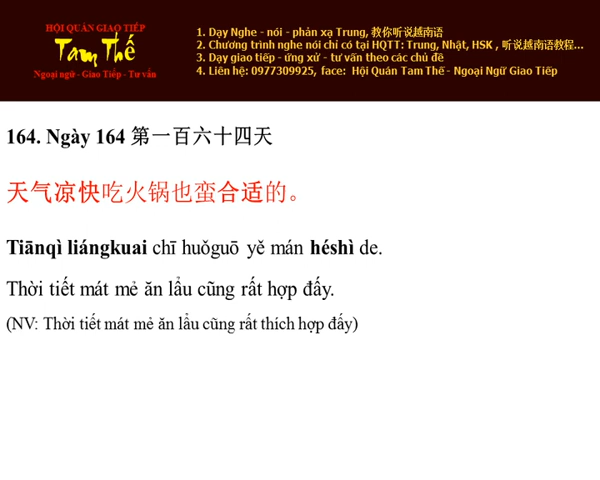 HỘI QUÁN GIAO TIẾP
Tam Thế
Ngoại ngữ - Giao Tiếp - Tư vấn
1. Dạy Nghe - nói - phản xạ Trung, 教你听说越南语
2. Chương trình nghe nói chỉ có tại HQTT: Trung, Nhật, HSK , 听说越南语教程...
3. Dạy giao tiếp - ứng xử - tư vấn theo các chủ đề
4. Liên hệ: 0977309925, face: Hội Quán Tam Thế - Ngoại Ngữ Giao Tiếp
164. Ngày 164 第一百六十四天
天气凉快吃火锅也蛮合适的。
Tiānqì liángkuai chī huǒguō yě mán héshì de.
Thời tiết mát mẻ ăn lẩu cũng rất hợp đấy.
(NV: Thời tiết mát mẻ ăn lẩu cũng rất thích hợp đấy)